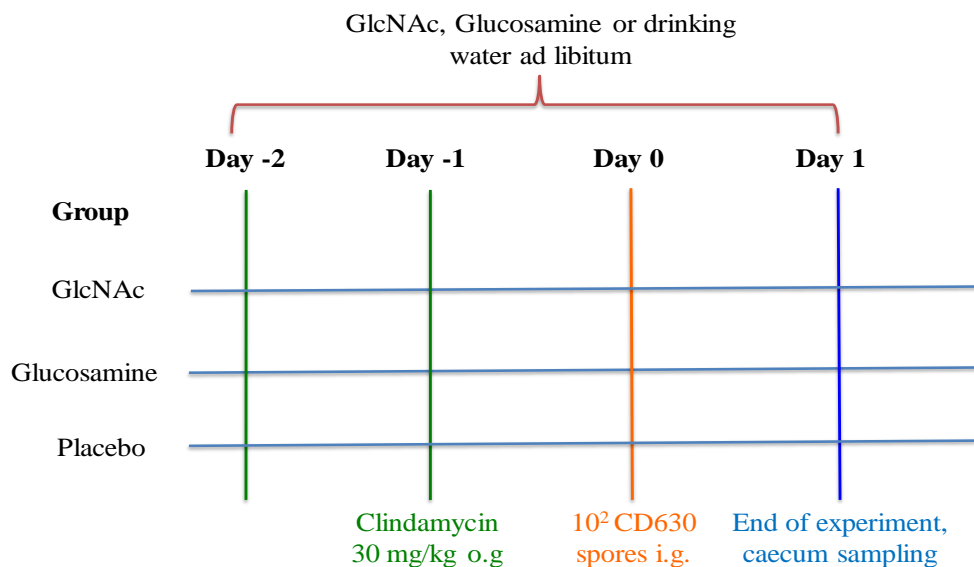 GlcNAc, Glucosamine or drinking
water ad libitum
Day -2 Day -1 Day 0 Day 1
Group
GlcNAc
Glucosamine
Placebo
Clindamycin
30 mg/kg o.g
10² CD630
spores i.g.
End of experiment,
caecum sampling